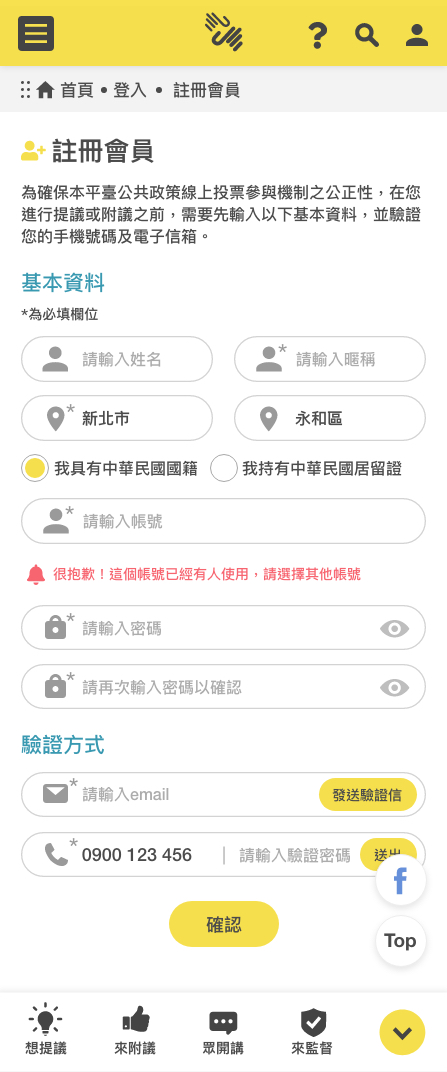 首頁 登入 註冊會員
註冊會員
為確保本平臺公共政策線上投票參與機制之公正性，在您
進行提議或附議之前，需要先輸入以下基本資料，並驗證
您的手機號碼及電子信箱。
基本資料
*為必填欄位
請輸入姓名 * 請輸入暱稱
* 新北市 永和區
我具有中華民國國籍 我持有中華民國居留證
* 請輸入帳號
很抱歉！這個帳號已經有人使用，請選擇其他帳號
* 請輸入密碼
* 請再次輸入密碼以確認
驗證方式
* 請輸入email 發送驗證信
* 0900 123 456 | 請輸入驗證密碼 送出
f
確認
Top
想提議 來附議 眾開講 來監督